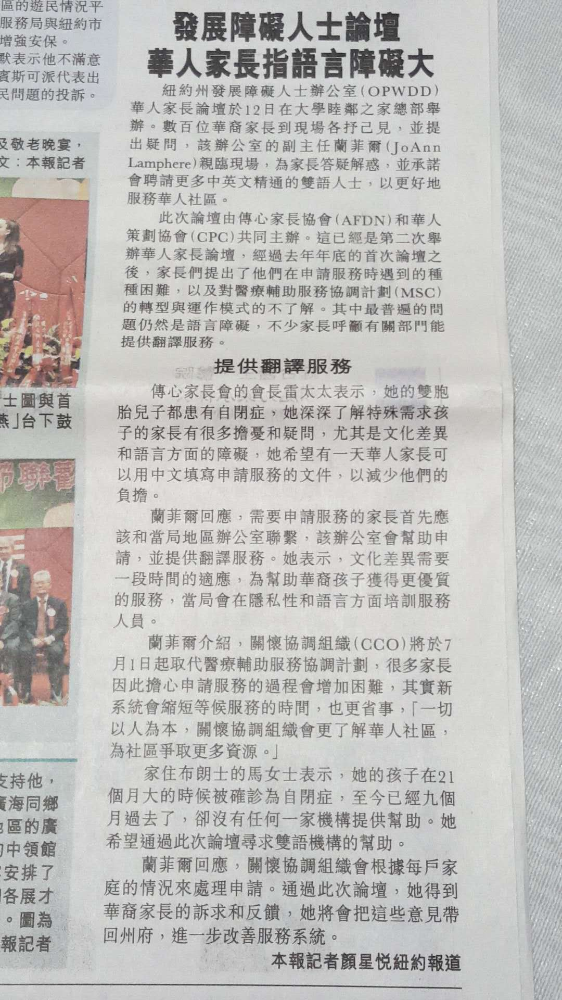 區的遊民情況平
服務局與紐約市
增強安保。
默表示他不滿意
賓斯可派代表出
民問題的投訴。
及敬老晚宴，
文：本報記者
士圖與首
燕」台下鼓
聯歡
支持他，
廣海同鄉
地區的廣
的中領館
安排了
各展才
。圖為
報記者
發展障礙人士論壇
華人家長指語言障礙大
紐約州發展障礙人士辦公室(OPWDD)
華人家長論壇於12日在大學睦鄰之家總部舉
辦。數百位華裔家長到現場各抒己見，並提
出疑問，該辦公室的副主任蘭菲爾(JoAnn
Lamphere)親臨現場，為家長答疑解惑，並承諾
會聘請更多中英文精通的雙語人士，以更好地
服務華人社區。
此次論壇由傳心家長協會(AFDN)和華人
策劃協會(CPC)共同主辦。這已經是第二次舉
辦華人家長論壇，經過去年年底的首次論壇之
後，家長們提出了他們在申請服務時遇到的種
種困難，以及對醫療輔助服務協調計劃(MSC)
的轉型與運作模式的不了解。其中最普遍的問
題仍然是語言障礙，不少家長呼籲有關部門能
提供翻譯服務。
提供翻譯服務
傳心家長會的會長雷太太表示，她的雙胞
胎兒子都患有自閉症，她深深了解特殊需求孩
子的家長有很多擔憂和疑問，尤其是文化差異
和語言方面的障礙，她希望有一天華人家長可
以用中文填寫申請服務的文件，以減少他們的
負擔。
蘭菲爾回應，需要申請服務的家長首先應
該和當局地區辦公室聯繫，該辦公室會幫助申
請，並提供翻譯服務。她表示，文化差異需要
一段時間的適應，為幫助華裔孩子獲得更優質
的服務，當局會在隱私性和語言方面培訓服務
人員。
蘭菲爾介紹，關懷協調組織(CCO)將於7
月1日起取代醫療輔助服務協調計劃，很多家長
因此擔心申請服務的過程會增加困難，其實新
系統會縮短等候服務的時間，也更省事，「一切
以人為本，關懷協調組織會更了解華人社區，
為社區爭取更多資源。」
家住布朗士的馬女士表示，她的孩子在21
個月大的時候被確診為自閉症，至今已經九個
月過去了，卻沒有任何一家機構提供幫助。她
希望通過此次論壇尋求雙語機構的幫助。
蘭菲爾回應，關懷協調組織會根據每戶家
庭的情況來處理申請。通過此次論壇，她得到
華裔家長的訴求和反饋，她將會把這些意見帶
回州府，進一步改善服務系統。
本報記者顏星悅紐約報道